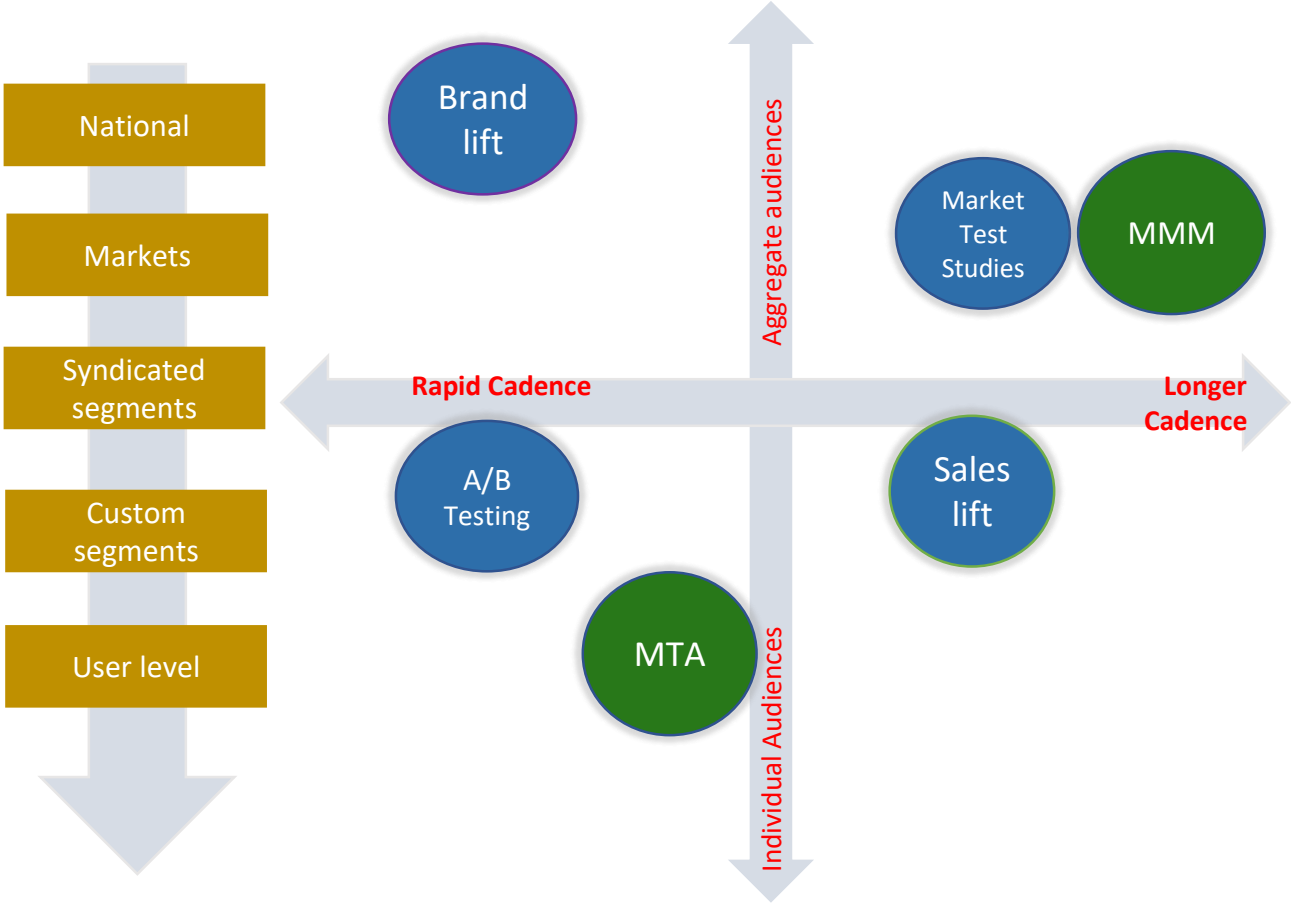 National
Markets
Syndicated
segments
Custom
segments
User level
Brand
lift
Aggregate audiences
Market
Test
Studies
MMM
Rapid Cadence
Longer
Cadence
A/B
Testing
Sales
lift
MTA
Individual Audiences